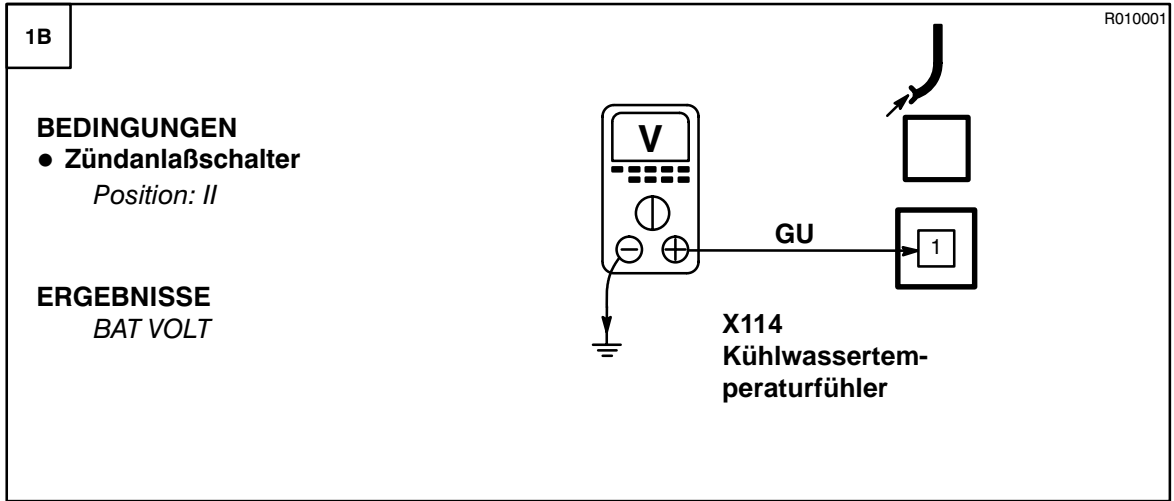 1B
R010001
BEDINGUNGEN
● Zündanlaßschalter
Position: II
ERGEBNISSE
BAT VOLT
V
GU
1
X114
Kühlwassertem-
peraturfühler